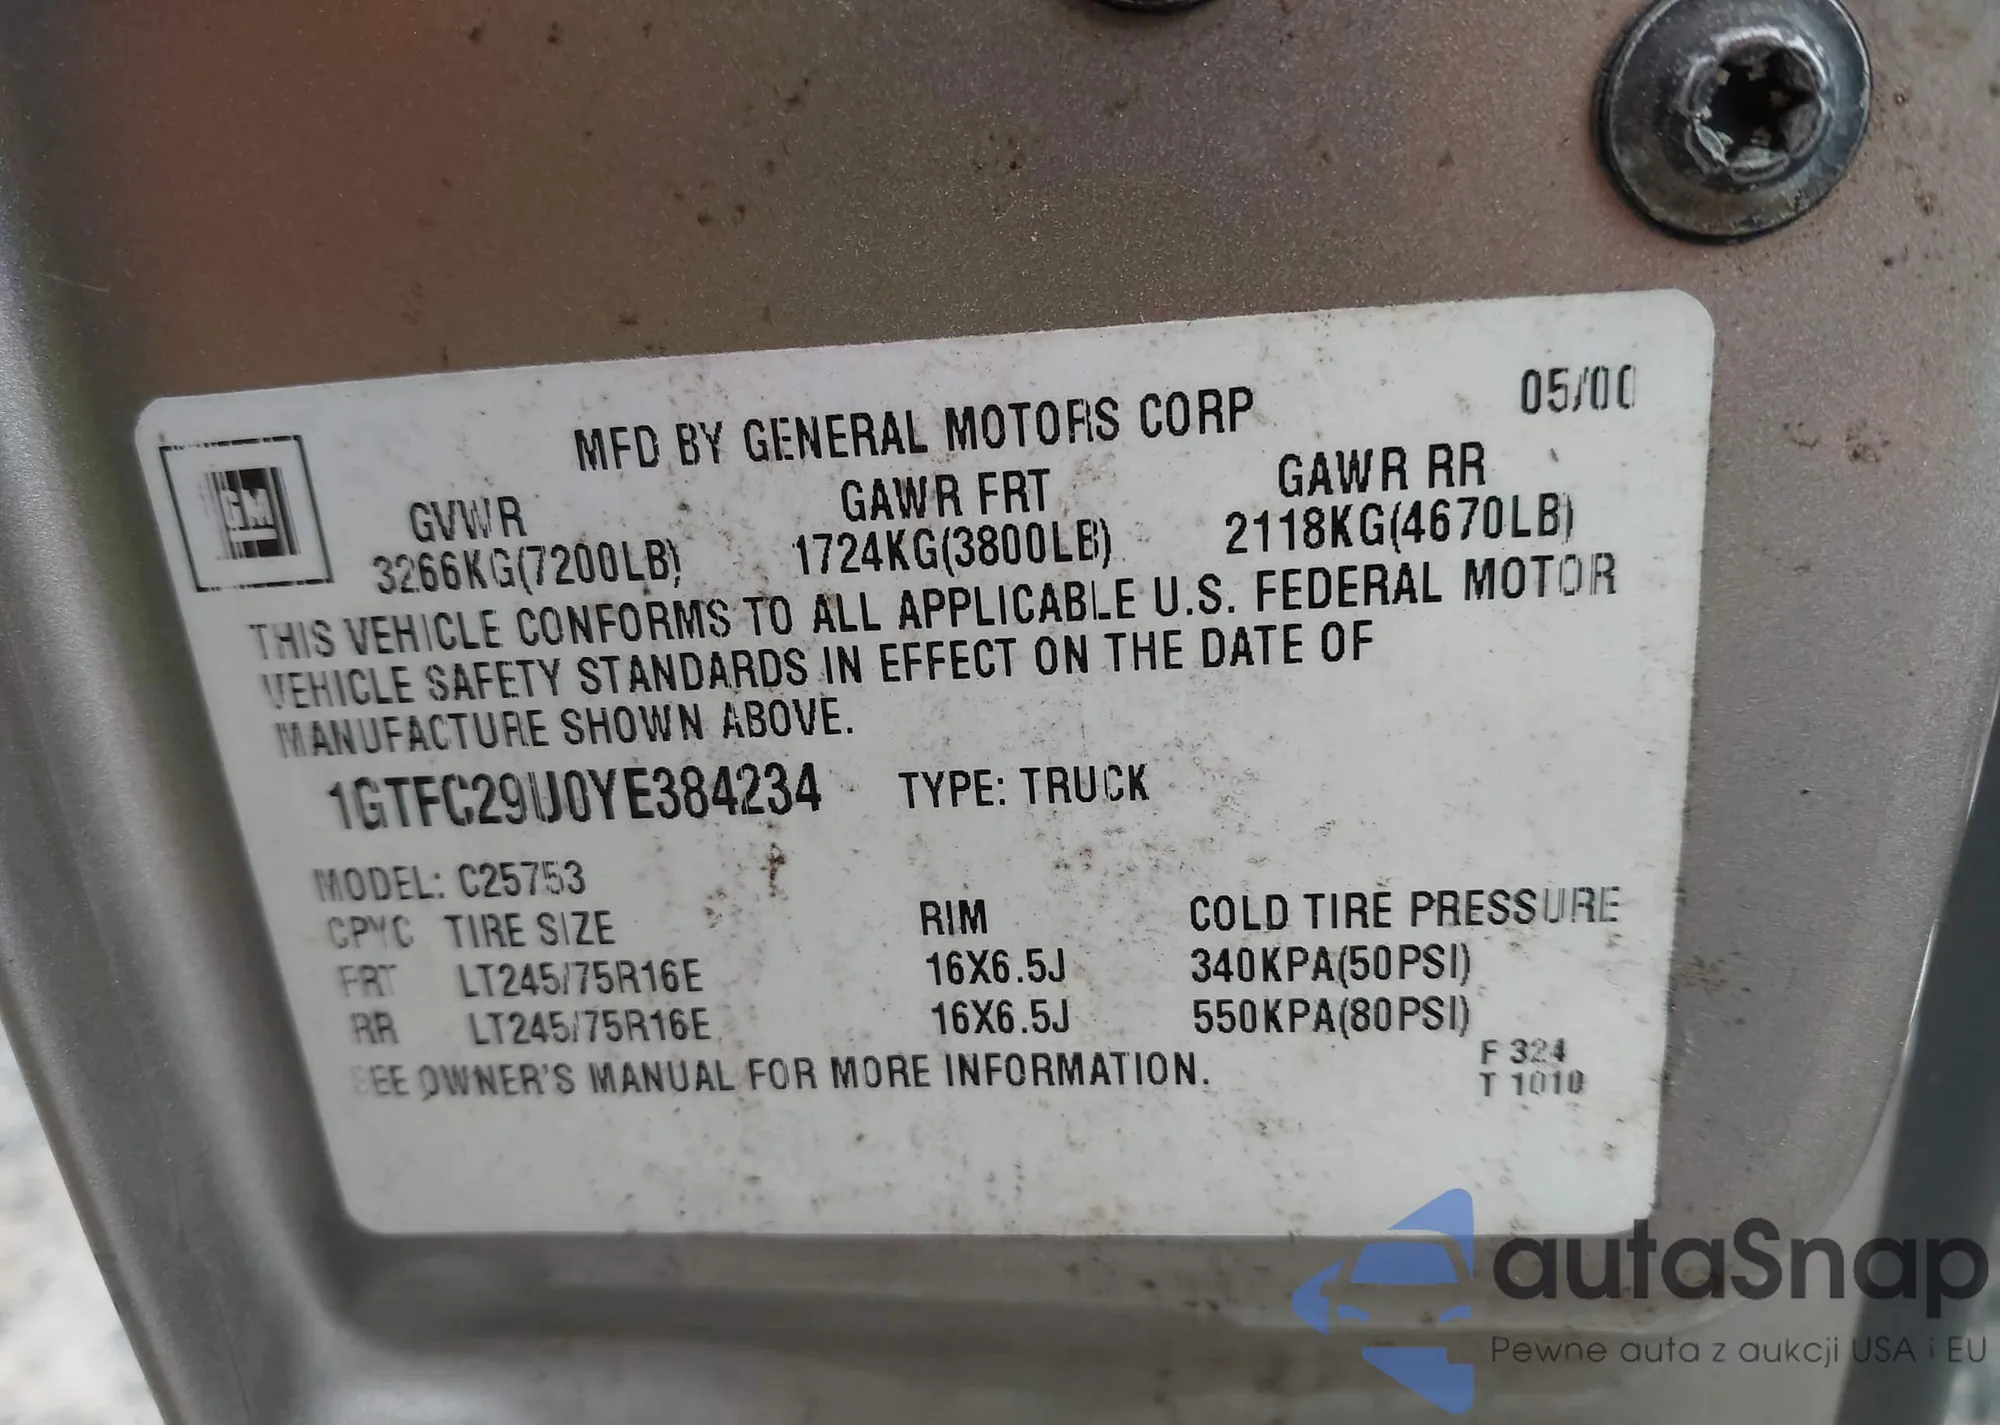 MFD BY GENERAL MOTORS CORP 05/00
GM
GVWR GAWR FRT GAWR RR
3266KG(7200LB) 1724KG(3800LB) 2118KG(4670LB)
THIS VEHICLE CONFORMS TO ALL APPLICABLE U.S. FEDERAL MOTOR
VEHICLE SAFETY STANDARDS IN EFFECT ON THE DATE OF
MANUFACTURE SHOWN ABOVE.
1GTFC29U0YE384234 TYPE: TRUCK
MODEL: C25753
CPYC TIRE SIZE RIM COLD TIRE PRESSURE
FRT LT245/75R16E 16X6.5J 340KPA(50PSI)
RR LT245/75R16E 16X6.5J 550KPA(80PSI)
SEE OWNER'S MANUAL FOR MORE INFORMATION.
F 324
T 1010
autaSnap
Pewne auta z aukcji USA i EU